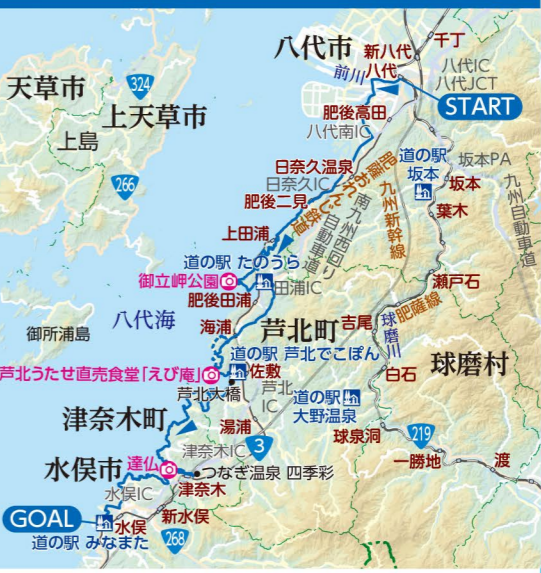 八代市
新八代
千丁
八代IC
八代JCT
前川
八代
START
天草市
324
上天草市
上島
肥後高田
八代南IC
道の駅
坂本
坂本PA
日奈久温泉
日奈久IC
266
肥薩おれんじ鉄道
九州新幹線
坂本
九州自動車道
肥後二見
南九州西回り自動車道
葉木
上田浦
道の駅 たのうら
御立岬公園
田浦IC
瀬戸石
肥後田浦
八代海
御所浦島
海浦
芦北町
吉尾
肥薩線
球磨川
道の駅 芦北でこぽん
球磨村
芦北うたせ直売食堂「えび庵」
佐敷
白石
芦北大橋
芦北
IC
道の駅
大野温泉
津奈木町
湯浦
3
球泉洞
219
一勝地
渡
津奈木IC
水俣市
達仏
つなぎ温泉 四季彩
水俣IC
津奈木
GOAL
水俣
新水俣
道の駅 みなまた
268